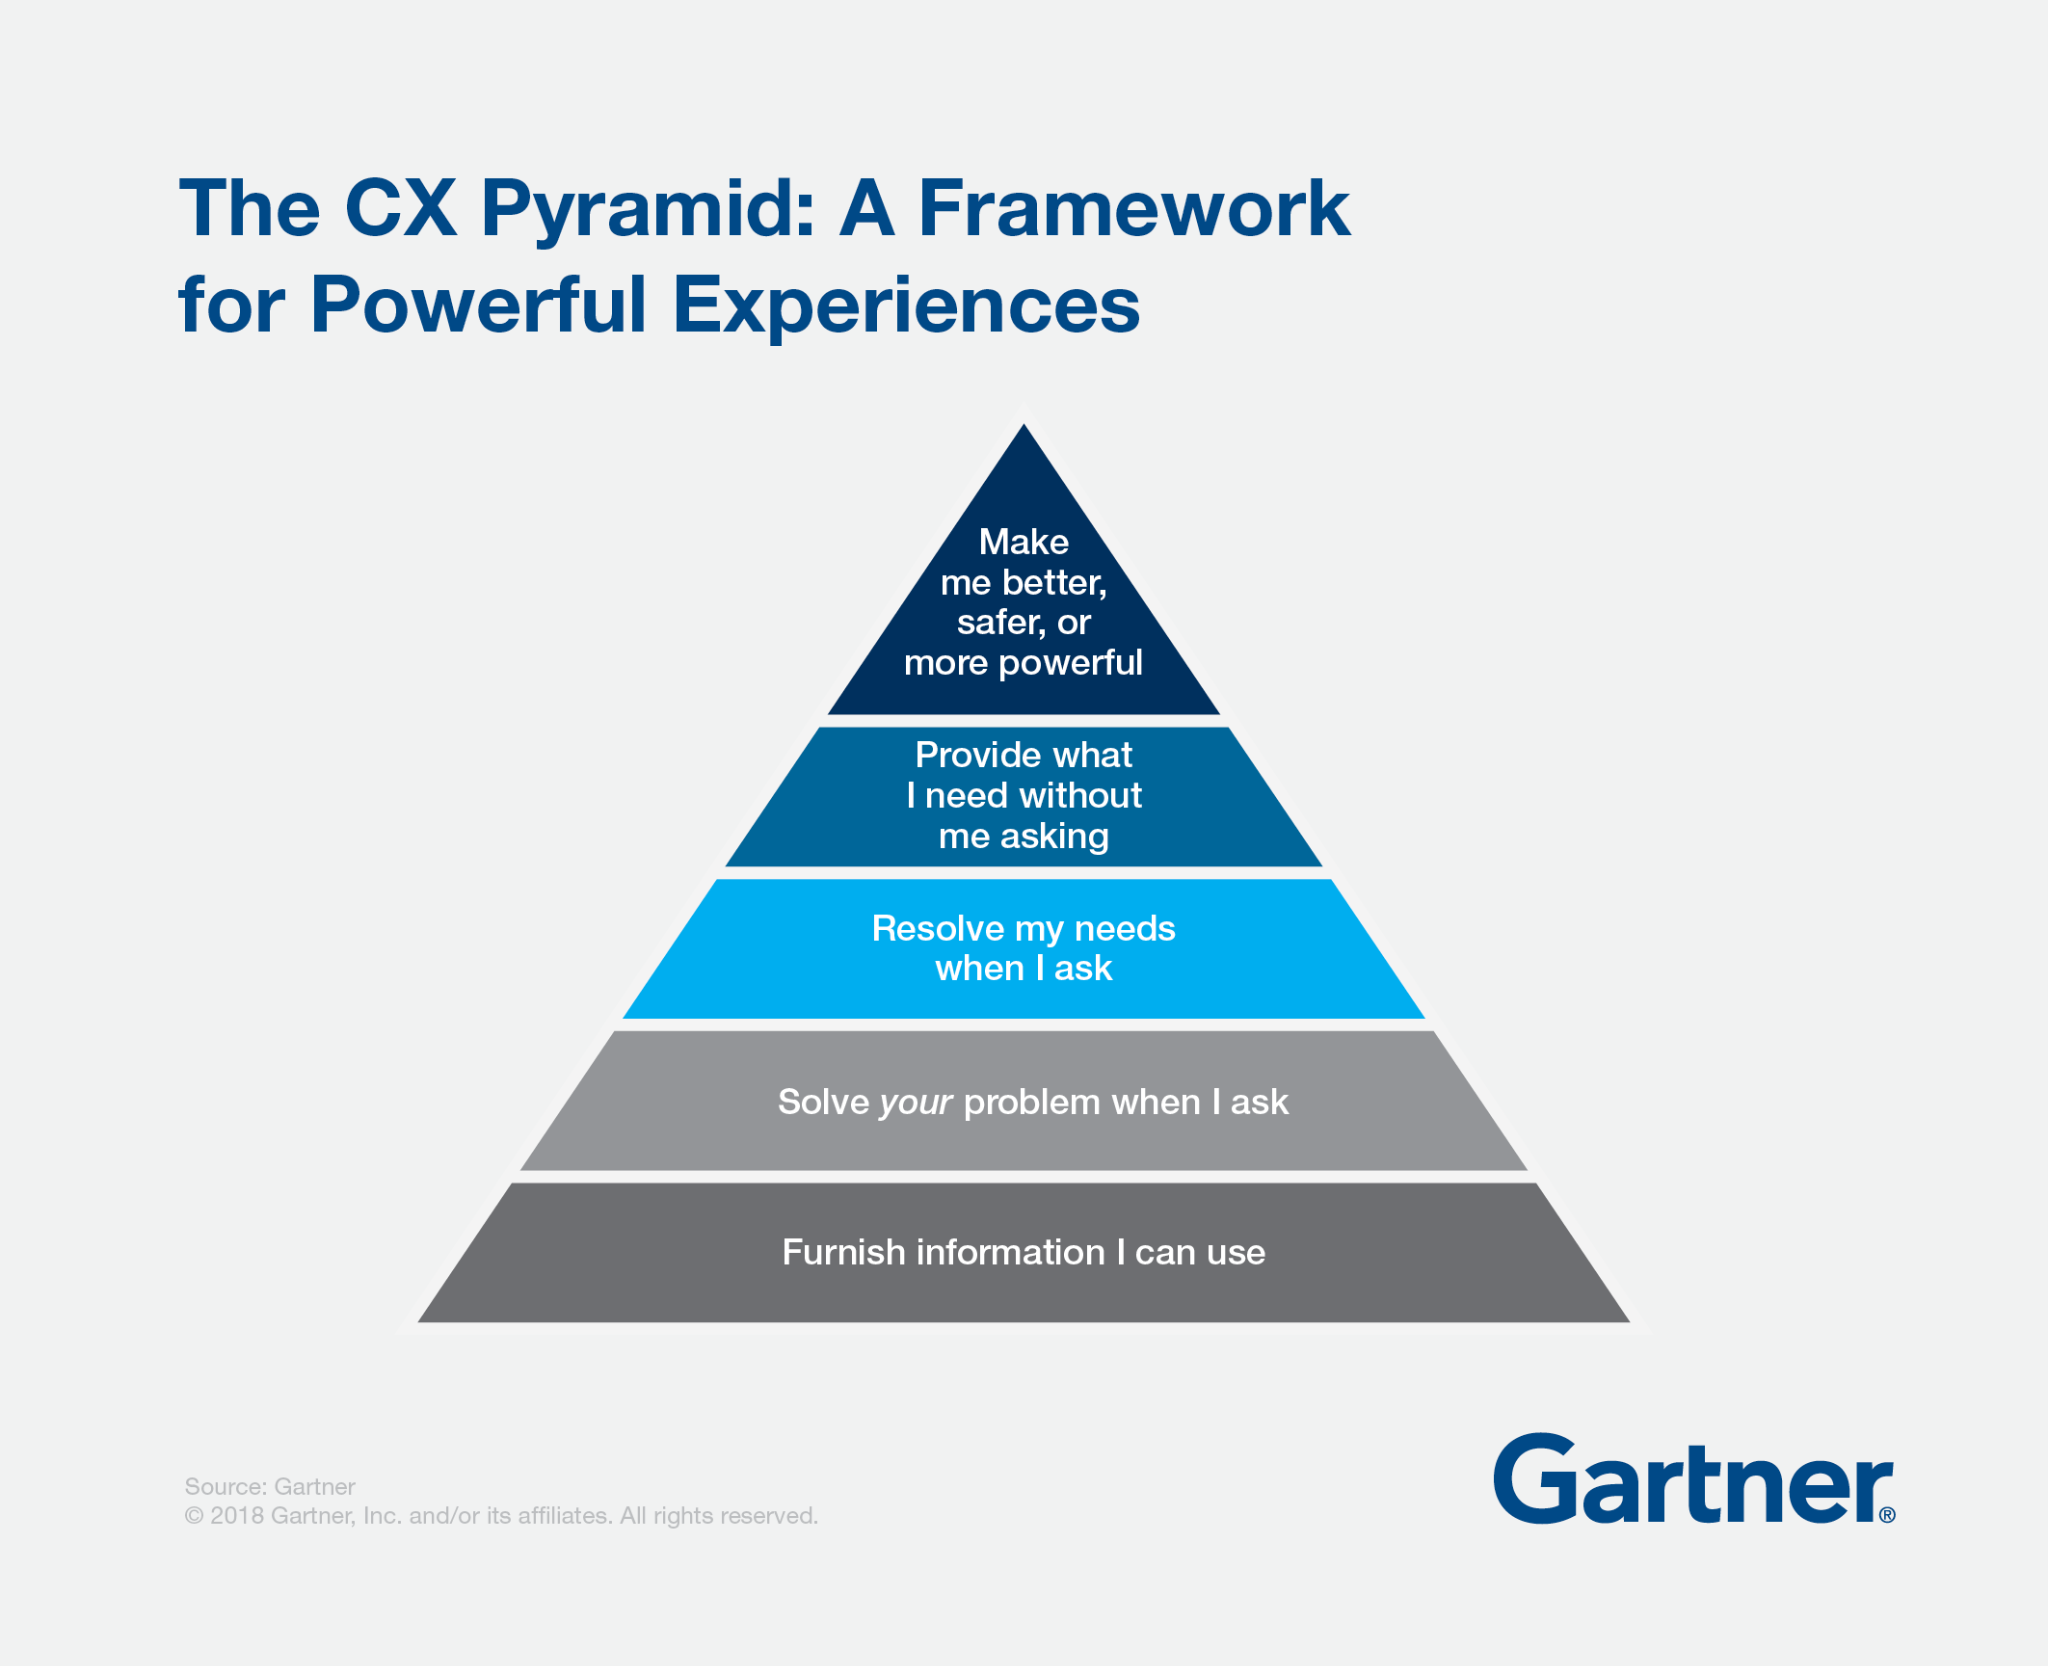 The CX Pyramid: A Framework
for Powerful Experiences
Make
me better,
safer, or
more powerful
Provide what
I need without
me asking
Resolve my needs
when I ask
Solve your problem when I ask
Furnish information I can use
Source: Gartner
© 2018 Gartner, Inc. and/or its affiliates. All rights reserved.
Gartner®